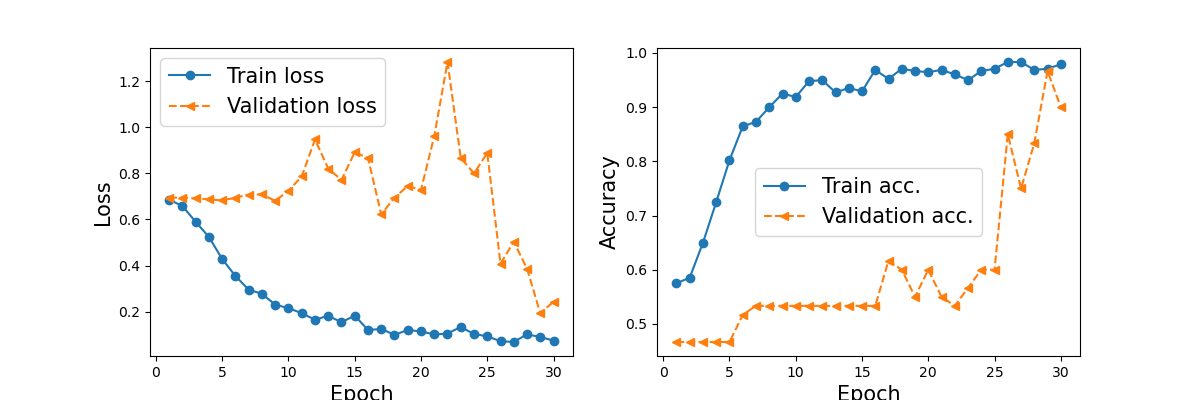 Train loss
Validation loss
Loss
1.2
1.0
0.8
0.6
0.4
0.2
0 5 10 15 20 25 30
Epoch
Train acc.
Validation acc.
Accuracy
1.0
0.9
0.8
0.7
0.6
0.5
0 5 10 15 20 25 30
Epoch